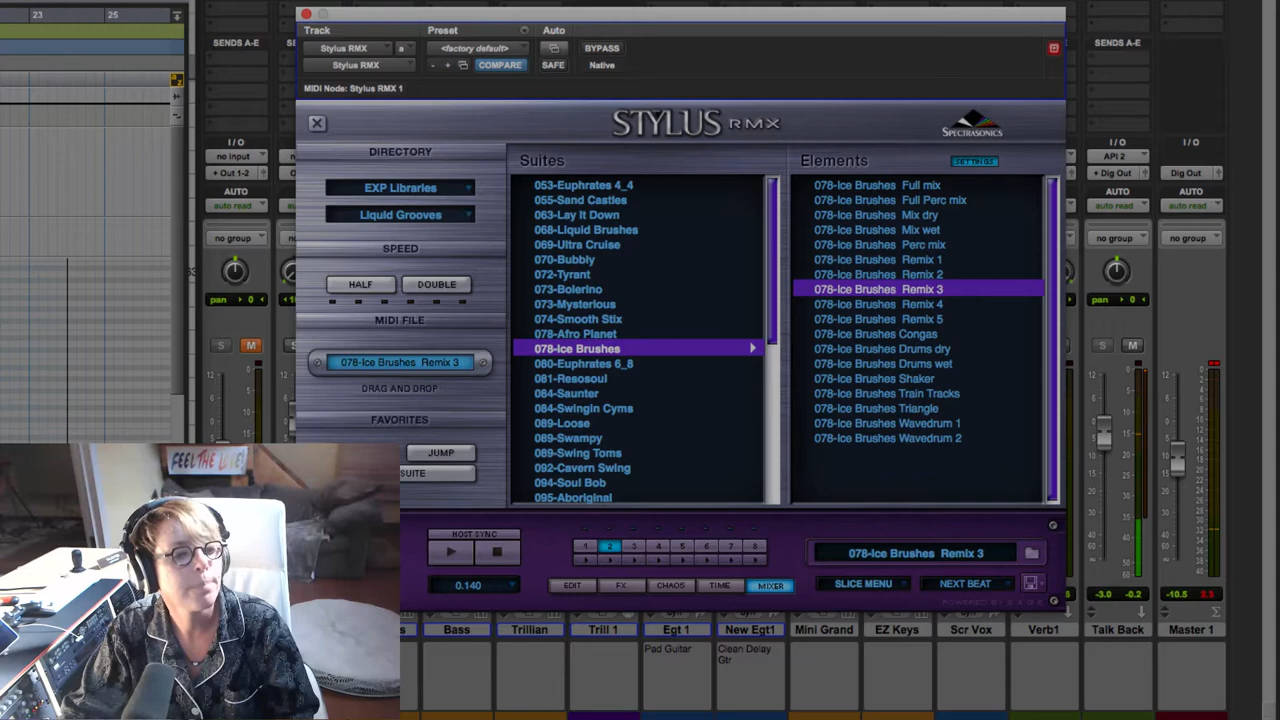 23
25
SENDS A-E
I/O
no input
+ Out 1-2
AUTO
auto read
no group
pan 0
S M
Track
Preset
Auto
Stylus RMX a
<factory default>
BYPASS
Stylus RMX
- +
COMPARE
SAFE
Native
MIDI Node: Stylus RMX 1
STYLUS RMX
SPECTRASONICS
DIRECTORY
EXP Libraries
Liquid Grooves
SPEED
HALF
DOUBLE
MIDI FILE
078-Ice Brushes Remix 3
DRAG AND DROP
FAVORITES
JUMP
SUITE
Suites
053-Euphrates 4_4
055-Sand Castles
063-Lay It Down
068-Liquid Brushes
069-Ultra Cruise
070-Bubbly
072-Tyrant
073-Bolerino
073-Mysterious
074-Smooth Stix
078-Afro Planet
078-Ice Brushes
080-Euphrates 6_8
081-Resosoul
084-Saunter
084-Swingin Cyms
089-Loose
089-Swampy
089-Swing Toms
092-Cavern Swing
094-Soul Bob
095-Aboriginal
Elements
SETTINGS
078-Ice Brushes Full mix
078-Ice Brushes Full Perc mix
078-Ice Brushes Mix dry
078-Ice Brushes Mix wet
078-Ice Brushes Perc mix
078-Ice Brushes Remix 1
078-Ice Brushes Remix 2
078-Ice Brushes Remix 3
078-Ice Brushes Remix 4
078-Ice Brushes Remix 5
078-Ice Brushes Congas
078-Ice Brushes Drums dry
078-Ice Brushes Drums wet
078-Ice Brushes Shaker
078-Ice Brushes Train Tracks
078-Ice Brushes Triangle
078-Ice Brushes Wavedrum 1
078-Ice Brushes Wavedrum 2
HOST SYNC
1 2 3 4 5 6 7 8
0.140
EDIT
FX
CHAOS
TIME
MIXER
078-Ice Brushes Remix 3
SLICE MENU
NEXT BEAT
POWERED BY S.A.G.E.
SENDS A-E
I/O
API 2
+ Dig Out
AUTO
auto read
no group
pan 0
S M
-3.0 -0.2
I/O
Dig Out
AUTO
auto read
no group
-10.5 2.3
FEEL THE LOVE!
Bass
Trillian
Trill 1
Egt 1
New Egt1
Mini Grand
EZ Keys
Scr Vox
Verb1
Talk Back
Master 1
Pad Guitar
Clean Delay
Gtr